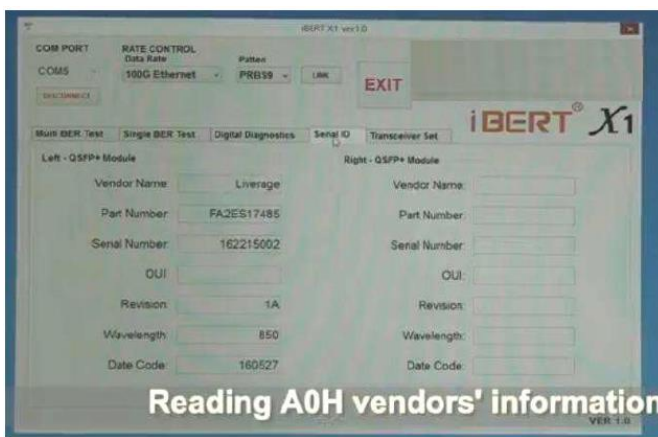 iBERT X1 ver1.0
COM PORT
RATE CONTROL
Data Rate
Patten
COM5
100G Ethernet
PRBS9
LINK
EXIT
DISCONNECT
iBERT® X1
Multi BER Test
Single BER Test
Digital Diagnostics
Serial ID
Transceiver Set
Left - QSFP+ Module
Right - QSFP+ Module
Vendor Name: Liverage
Vendor Name:
Part Number: FA2ES17485
Part Number:
Serial Number: 162215002
Serial Number:
OUI:
OUI:
Revision: 1A
Revision:
Wavelength: 850
Wavelength:
Date Code: 160527
Date Code:
Reading A0H vendors' information
VER 1.0